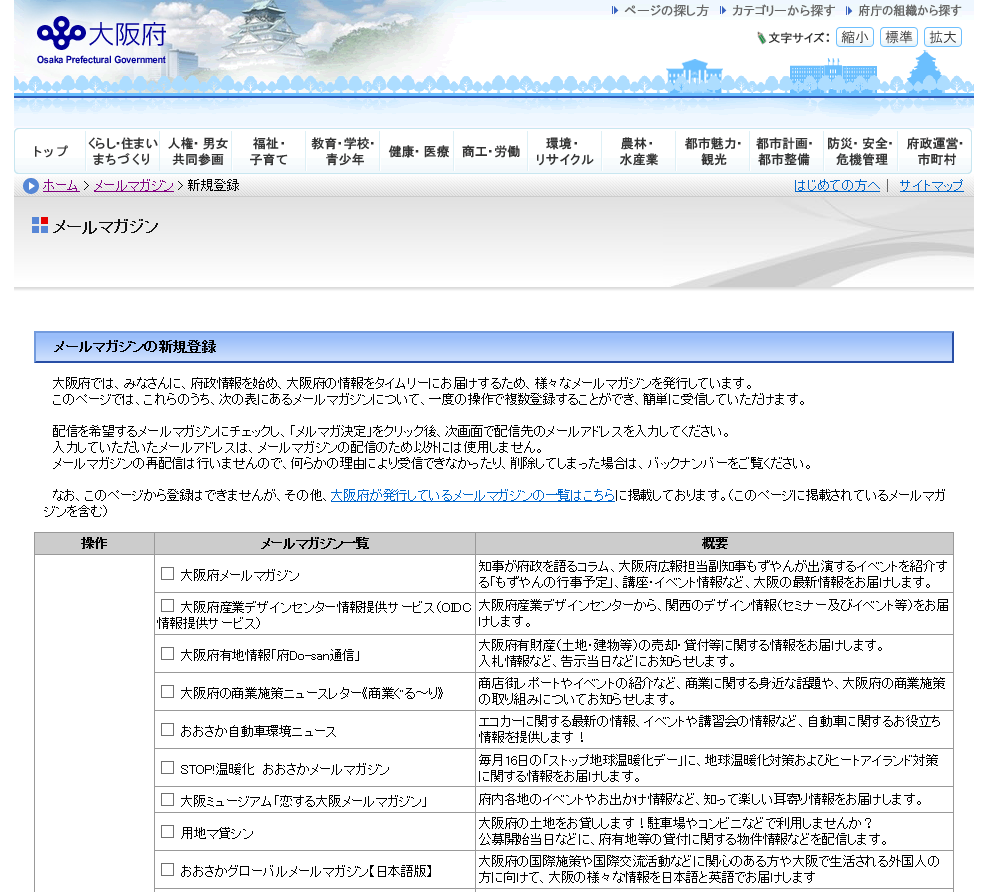 ページの探し方 カテゴリーから探す 府庁の組織から探す
大阪府
Osaka Prefectural Government
文字サイズ： 縮小 標準 拡大
トップ
くらし・住まい
まちづくり
人権・男女
共同参画
福祉・
子育て
教育・学校・
青少年
健康・医療
商工・労働
環境・
リサイクル
農林・
水産業
都市魅力・
観光
都市計画・
都市整備
防災・安全・
危機管理
府政運営・
市町村
ホーム > メールマガジン > 新規登録
はじめての方へ | サイトマップ
メールマガジン
メールマガジンの新規登録
大阪府では、みなさんに、府政情報を始め、大阪府の情報をタイムリーにお届けするため、様々なメールマガジンを発行しています。
このページでは、これらのうち、次の表にあるメールマガジンについて、一度の操作で複数登録することができ、簡単に受信していただけます。
配信を希望するメールマガジンにチェックし、「メルマガ決定」をクリック後、次画面で配信先のメールアドレスを入力してください。
入力していただいたメールアドレスは、メールマガジンの配信のため以外には使用しません。
メールマガジンの再配信は行いませんので、何らかの理由により受信できなかったり、削除してしまった場合は、バックナンバーをご覧ください。
なお、このページから登録はできませんが、その他、大阪府が発行しているメールマガジンの一覧はこちらに掲載しております。（このページに掲載されているメールマガ
ジンを含む）
操作 メールマガジン一覧 概要
大阪府メールマガジン
知事が府政を語るコラム、大阪府広報担当副知事もずやんが出演するイベントを紹介す
る「もずやんの行事予定」、講座・イベント情報など、大阪の最新情報をお届けします。
大阪府産業デザインセンター情報提供サービス（OIDC
情報提供サービス）
大阪府産業デザインセンターから、関西のデザイン情報（セミナー及びイベント等）をお届
けします。
大阪府有地情報「府Do-san通信」
大阪府有財産（土地・建物等）の売却・貸付等に関する情報をお届けします。
入札情報など、告示当日などにお知らせします。
大阪府の商業施策ニュースレター《商業ぐる～り》
商店街レポートやイベントの紹介など、商業に関する身近な話題や、大阪府の商業施策
の取り組みについてお知らせします。
おおさか自動車環境ニュース
エコカーに関する最新の情報、イベントや講習会の情報など、自動車に関するお役立ち
情報を提供します！
STOP!温暖化 おおさかメールマガジン
毎月16日の「ストップ地球温暖化デー」に、地球温暖化対策およびヒートアイランド対策
に関する情報をお届けします。
大阪ミュージアム「恋する大阪メールマガジン」
府内各地のイベントやお出かけ情報など、知って楽しい耳寄り情報をお届けします。
用地マ貸シン
大阪府の土地をお貸しします！駐車場やコンビニなどで利用しませんか？
公募開始当日などに、府有地等の貸付に関する物件情報などを配信します。
おおさかグローバルメールマガジン【日本語版】
大阪府の国際施策や国際交流活動などに関心のある方や大阪で生活される外国人の
方に向けて、大阪の様々な情報を日本語と英語でお届けします